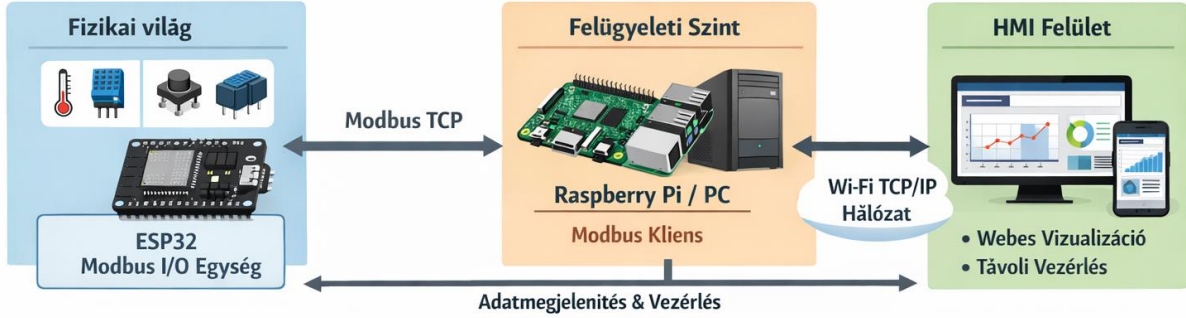 Fizikai világ
ESP32
Modbus I/O Egység
Modbus TCP
Felügyeleti Szint
Raspberry Pi / PC
Modbus Kliens
Wi-Fi TCP/IP
Hálózat
HMI Felület
• Webes Vizualizáció
• Távoli Vezérlés
Adatmegjelenítés & Vezérlés